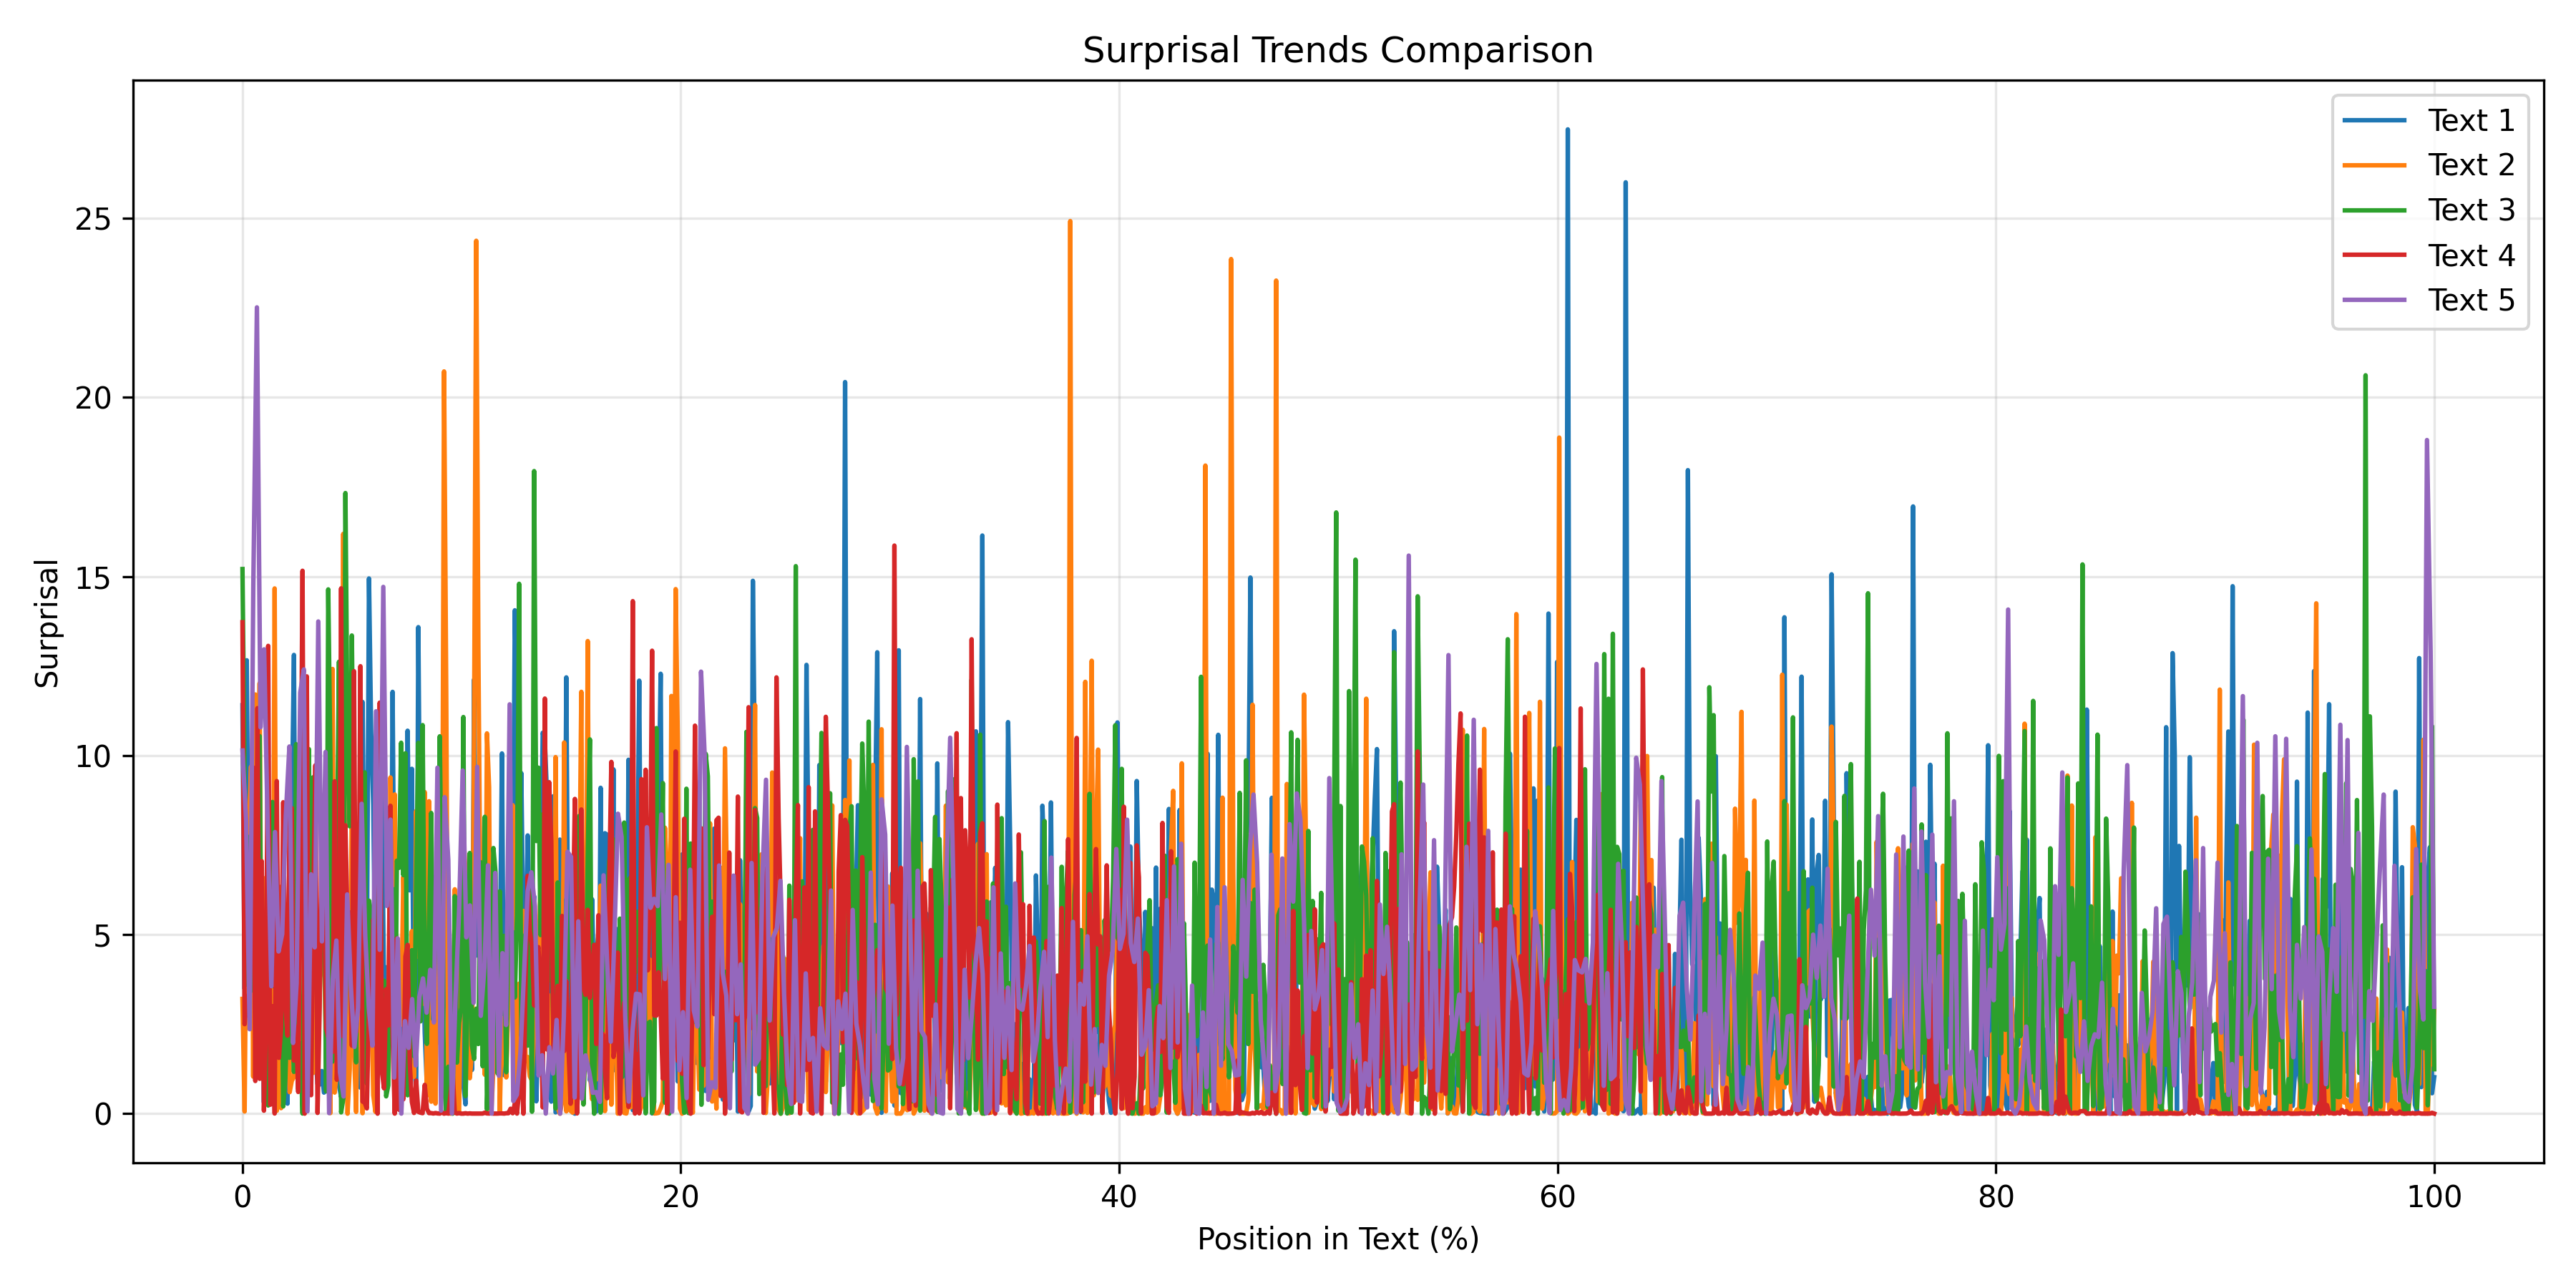 Surprisal Trends Comparison
Text 1
Text 2
Text 3
Text 4
Text 5
25
20
15
10
5
0
Surprisal
0 20 40 60 80 100
Position in Text (%)